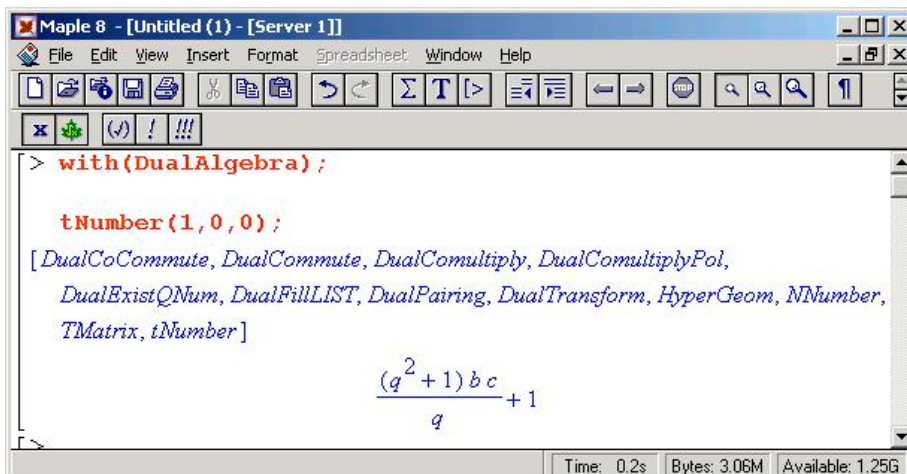 Maple 8 - [Untitled (1) - [Server 1]]
File Edit View Insert Format Spreadsheet Window Help
Σ T [>
STOP
¶
x
(√) ! !!!
[> with(DualAlgebra);
tNumber(1,0,0);
[DualCoCommute, DualCommute, DualComultiply, DualComultiplyPol,
DualExistQNum, DualFillLIST, DualPairing, DualTransform, HyperGeom, NNumber,
TMatrix, tNumber]
(q^2 + 1) b c / q + 1
[>
Time: 0.2s Bytes: 3.06M Available: 1.25G